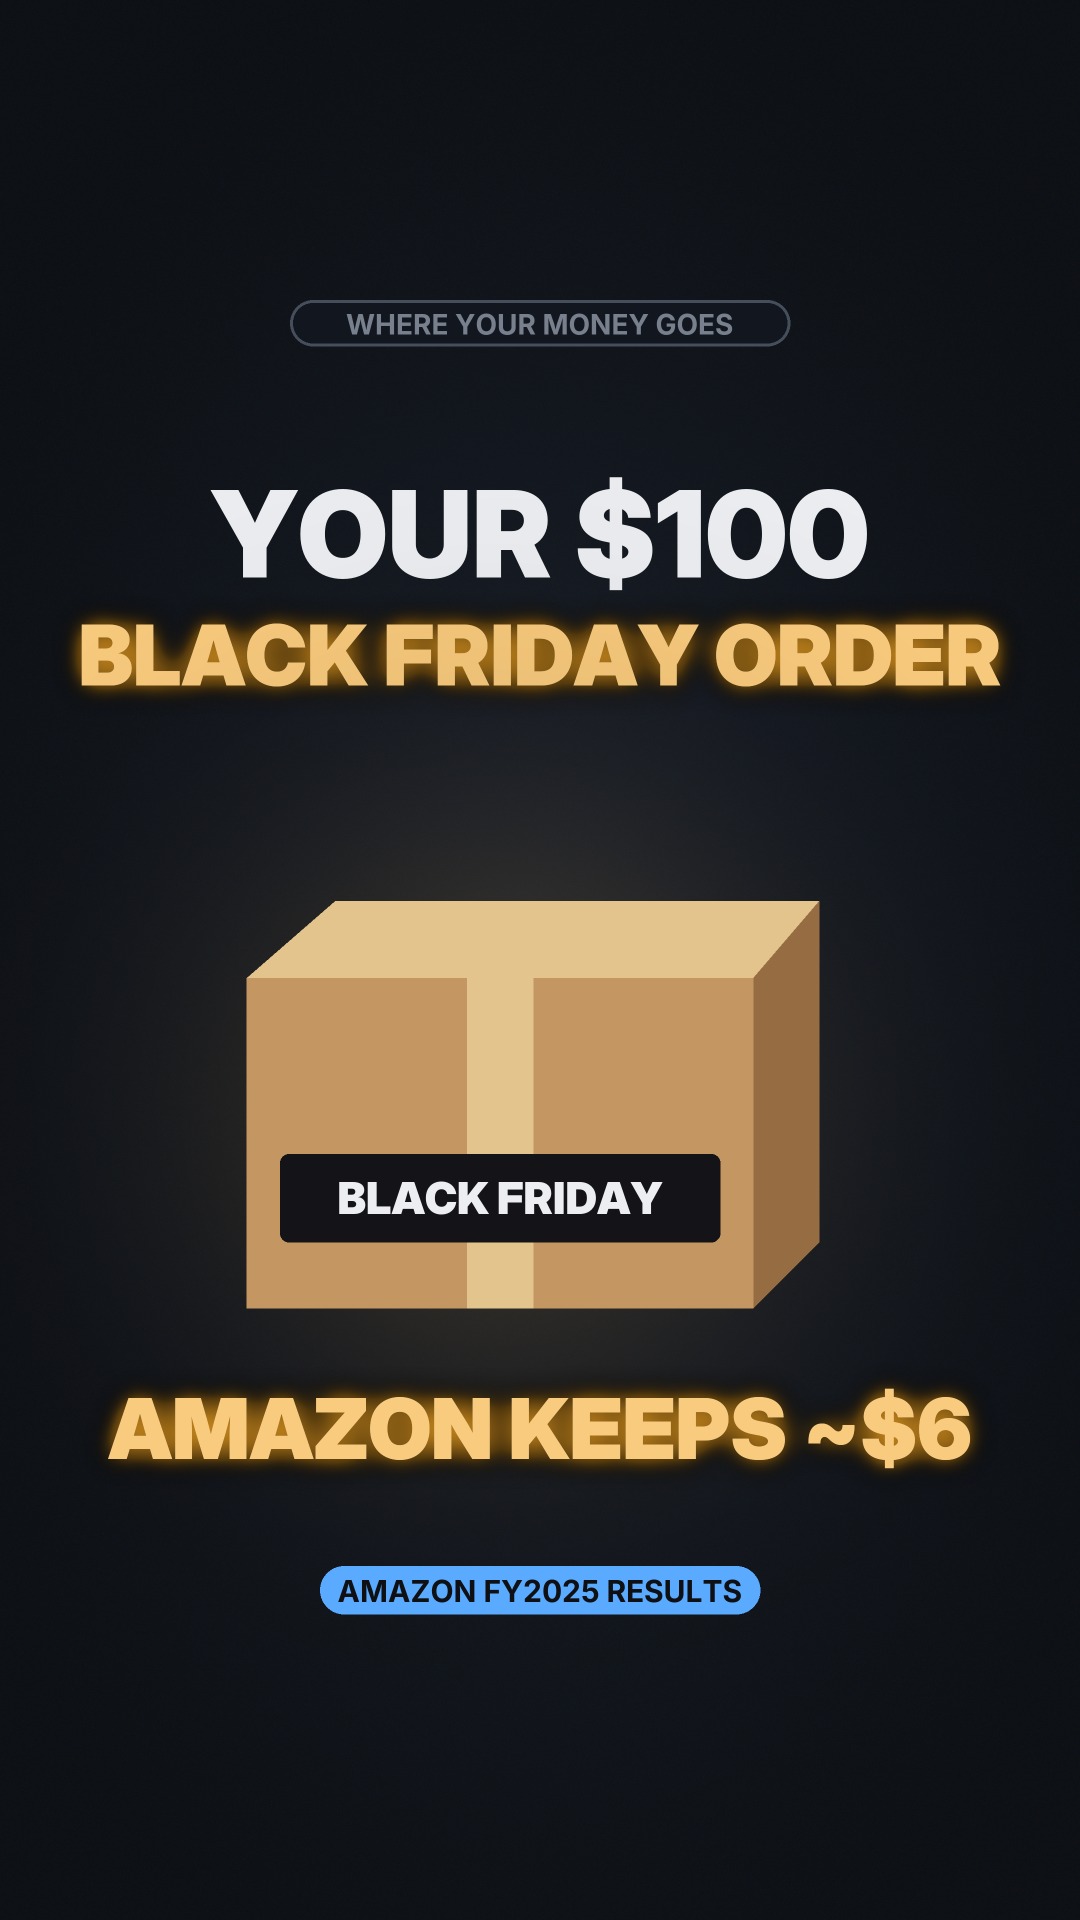 WHERE YOUR MONEY GOES
YOUR $100
BLACK FRIDAY ORDER
BLACK FRIDAY
AMAZON KEEPS ~$6
AMAZON FY2025 RESULTS